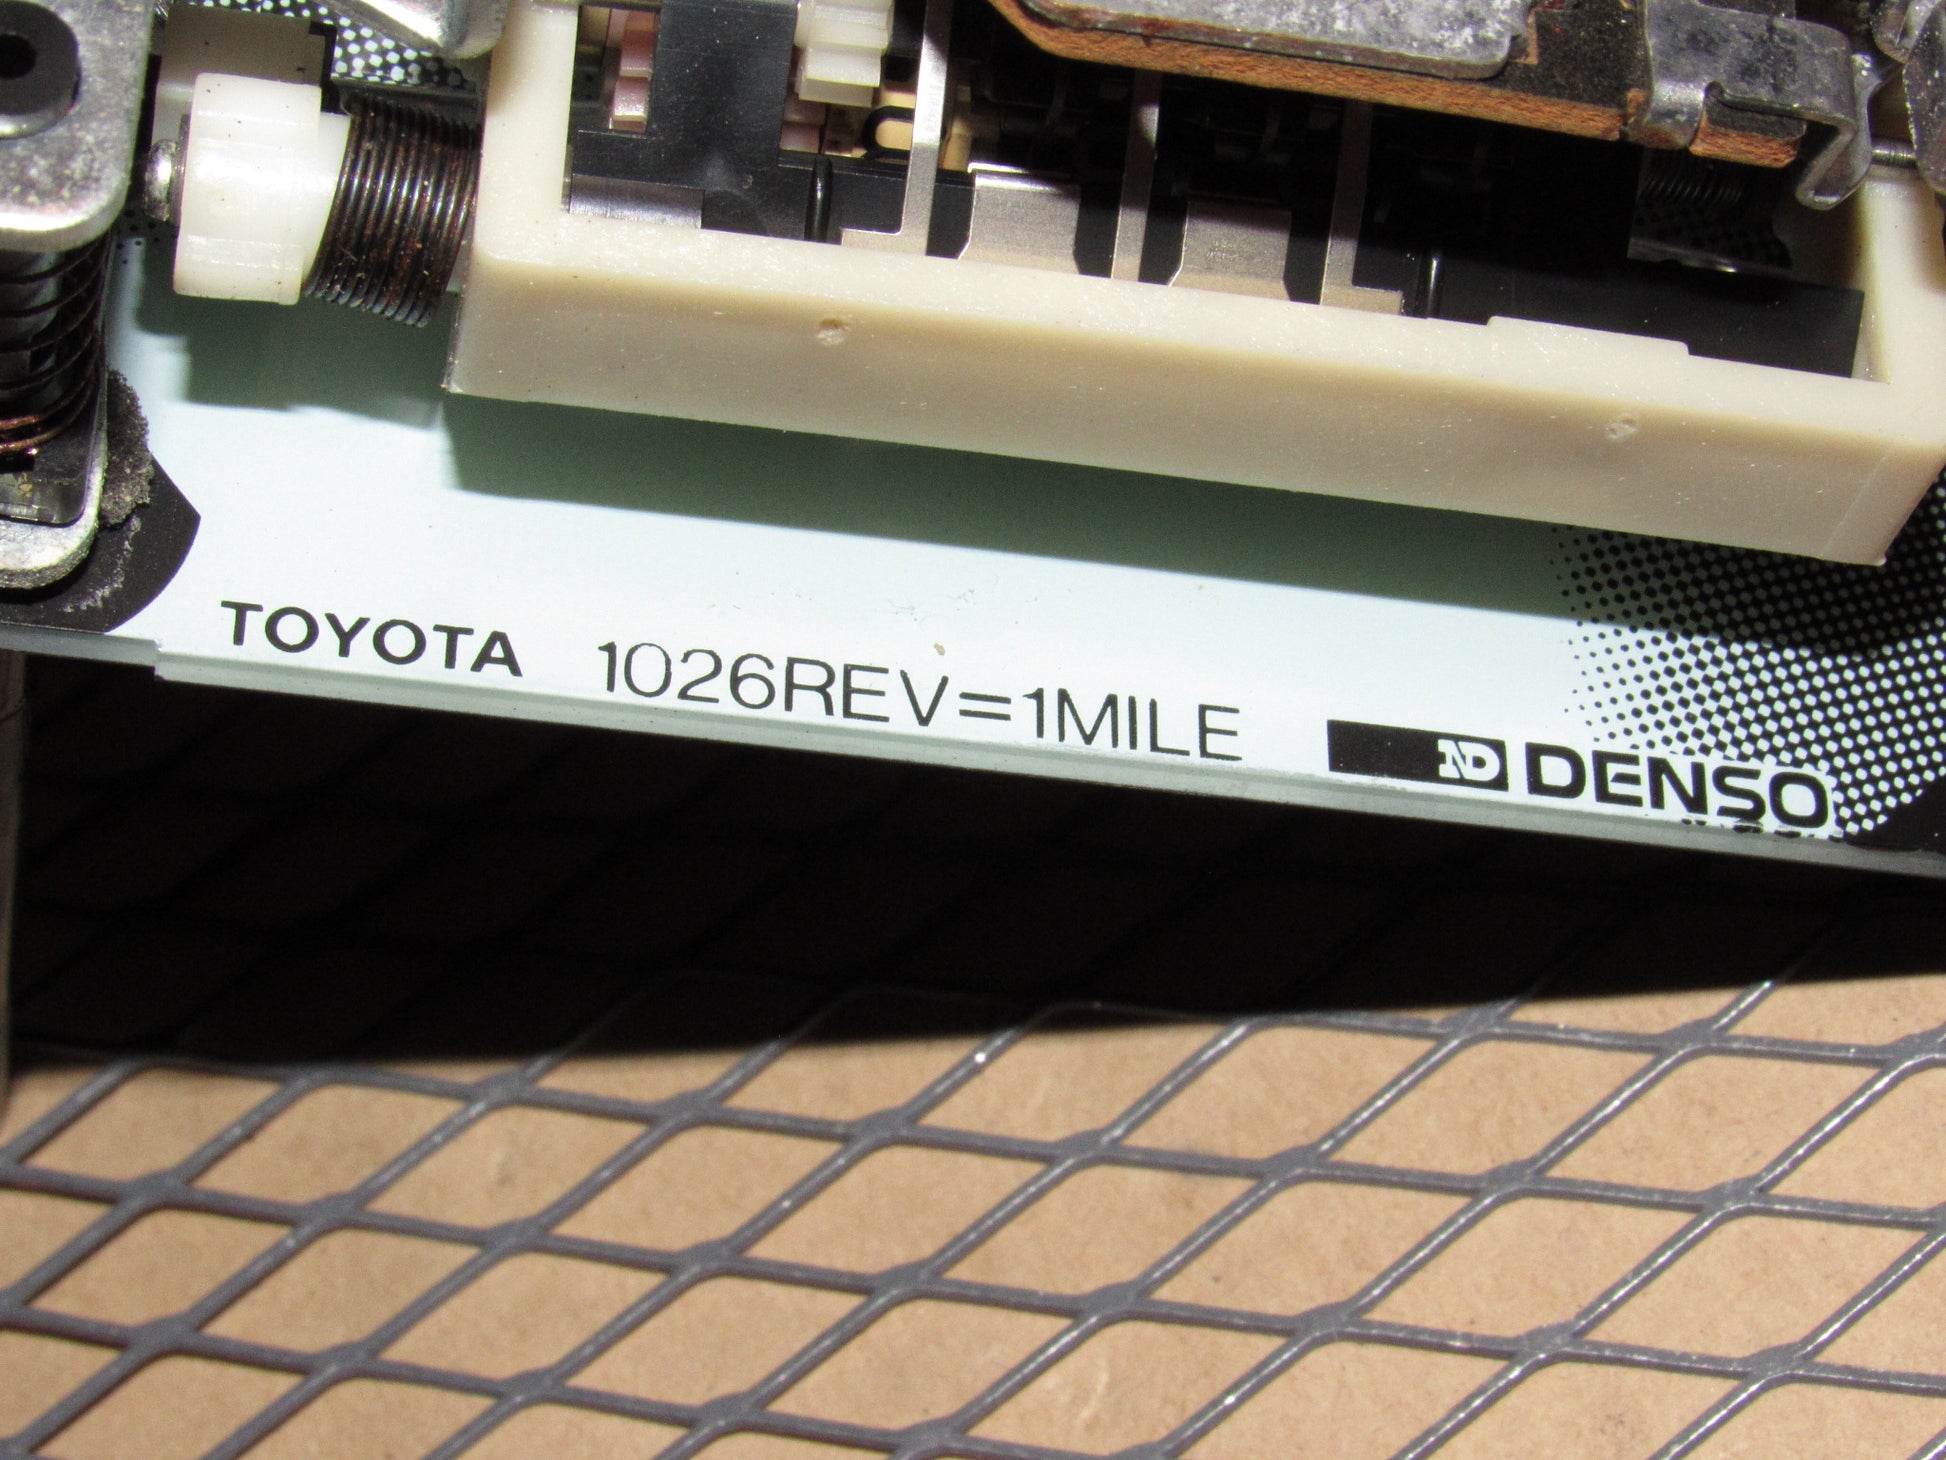 TOYOTA 1026REV=1MILE ND DENSO